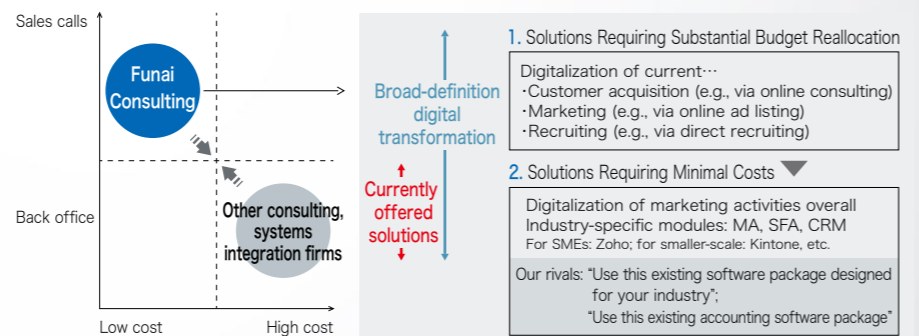 Sales calls
Funai
Consulting
Back office
Other consulting,
systems
integration firms
Low cost
High cost
Broad-definition
digital
transformation
Currently
offered
solutions
1. Solutions Requiring Substantial Budget Reallocation
Digitalization of current…
・Customer acquisition (e.g., via online consulting)
・Marketing (e.g., via online ad listing)
・Recruiting (e.g., via direct recruiting)
2. Solutions Requiring Minimal Costs
Digitalization of marketing activities overall
Industry-specific modules: MA, SFA, CRM
For SMEs: Zoho; for smaller-scale: Kintone, etc.
Our rivals: “Use this existing software package designed
for your industry”;
“Use this existing accounting software package”